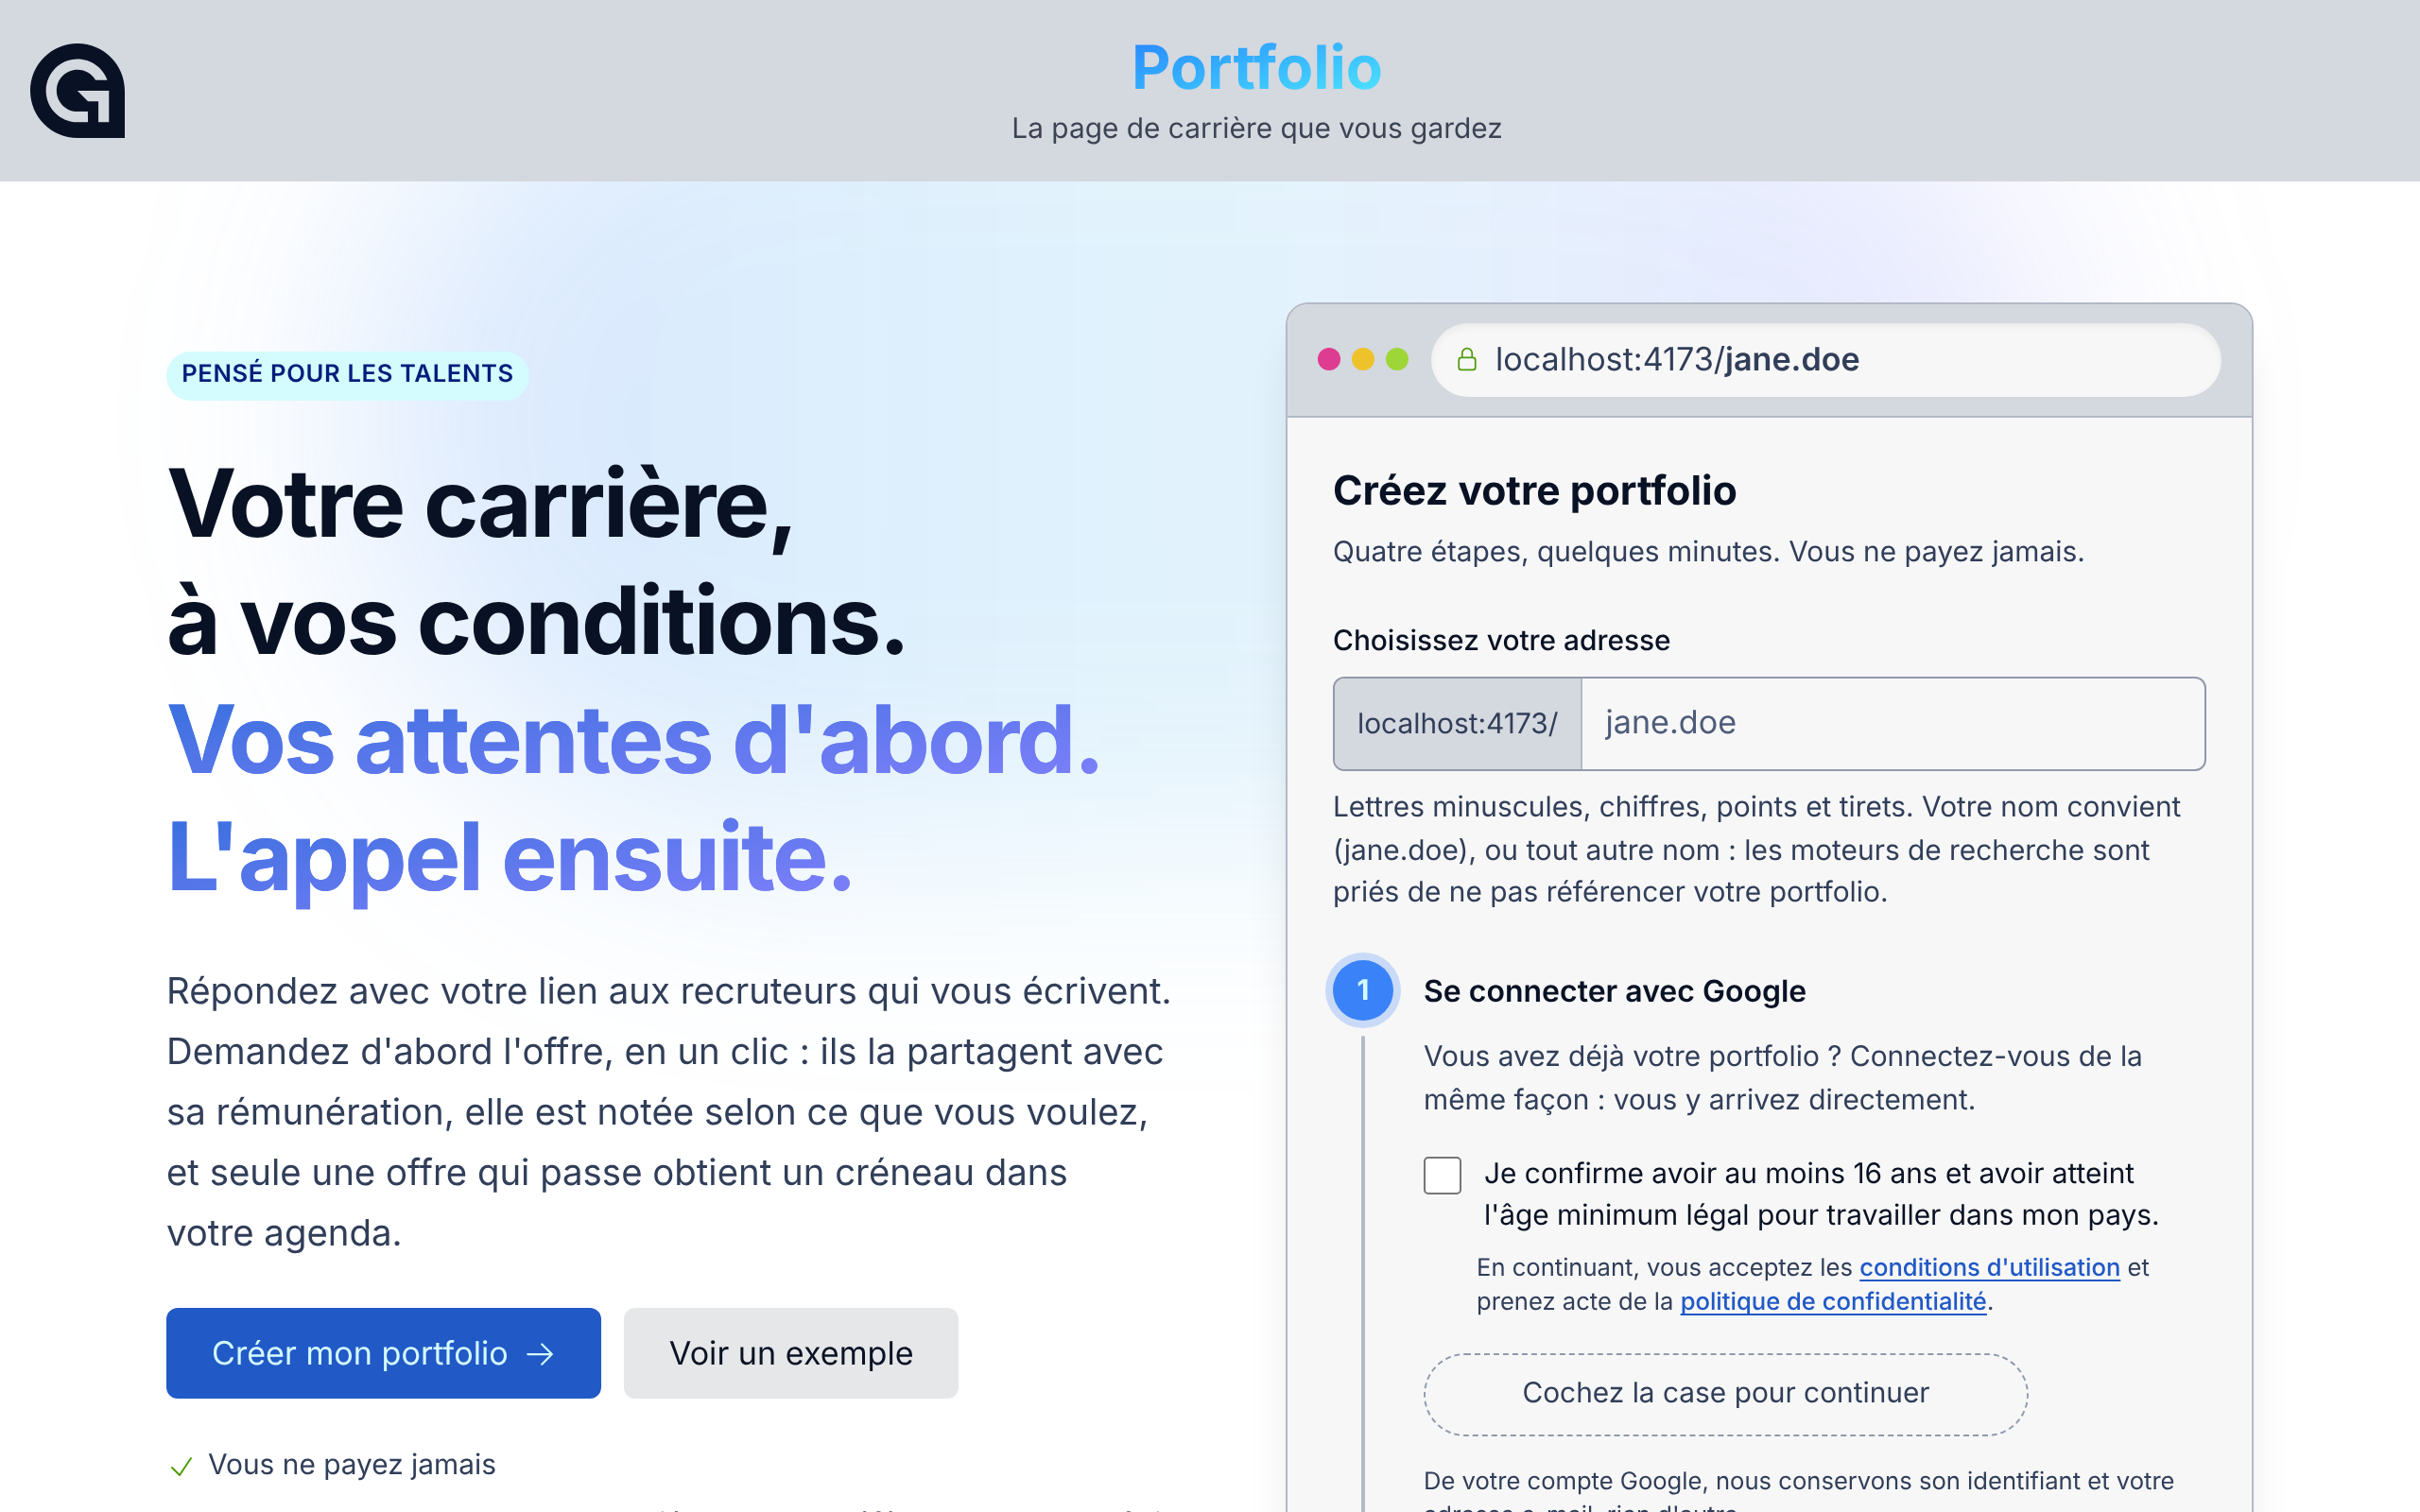 Portfolio
La page de carrière que vous gardez
PENSÉ POUR LES TALENTS
Votre carrière,
à vos conditions.
Vos attentes d'abord.
L'appel ensuite.
Répondez avec votre lien aux recruteurs qui vous écrivent.
Demandez d'abord l'offre, en un clic : ils la partagent avec
sa rémunération, elle est notée selon ce que vous voulez,
et seule une offre qui passe obtient un créneau dans
votre agenda.
Créer mon portfolio →
Voir un exemple
Vous ne payez jamais
localhost:4173/jane.doe
Créez votre portfolio
Quatre étapes, quelques minutes. Vous ne payez jamais.
Choisissez votre adresse
localhost:4173/ jane.doe
Lettres minuscules, chiffres, points et tirets. Votre nom convient
(jane.doe), ou tout autre nom : les moteurs de recherche sont
priés de ne pas référencer votre portfolio.
1 Se connecter avec Google
Vous avez déjà votre portfolio ? Connectez-vous de la
même façon : vous y arrivez directement.
Je confirme avoir au moins 16 ans et avoir atteint
l'âge minimum légal pour travailler dans mon pays.
En continuant, vous acceptez les conditions d'utilisation et
prenez acte de la politique de confidentialité.
Cochez la case pour continuer
De votre compte Google, nous conservons son identifiant et votre